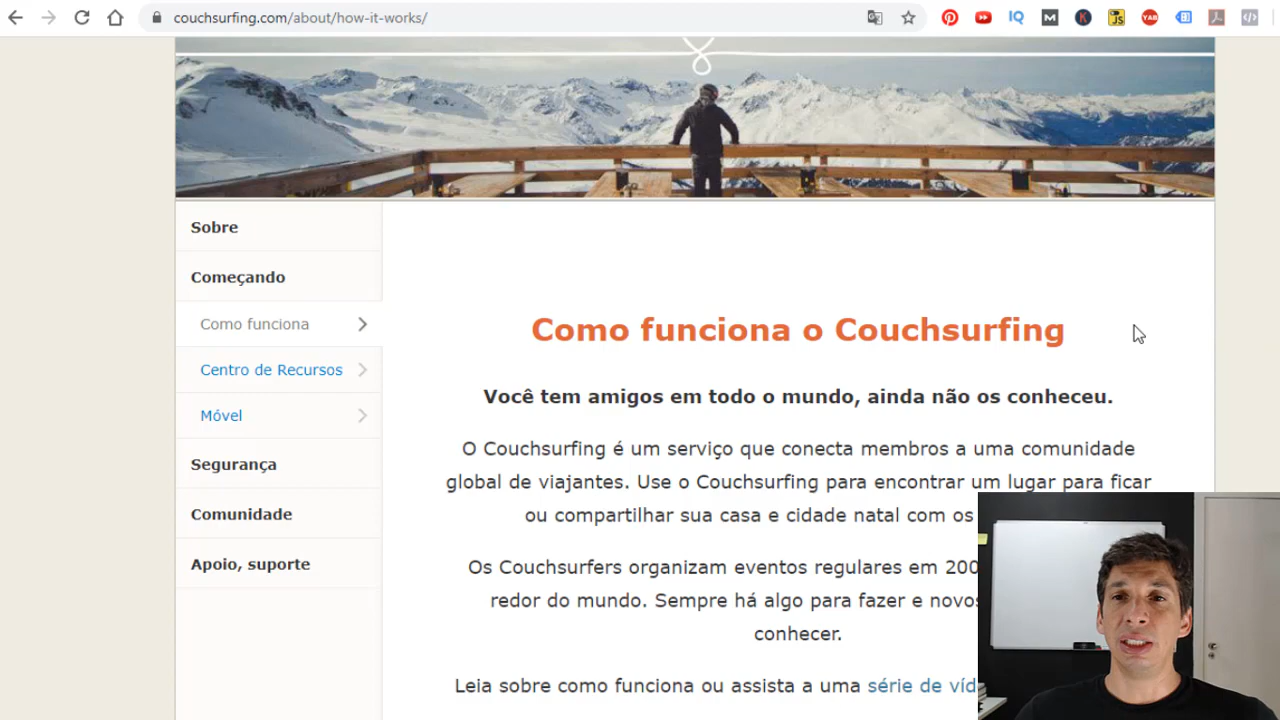 couchsurfing.com/about/how-it-works/
IQ
M
K
JS
YAB
Sobre
Começando
Como funciona
Centro de Recursos
Móvel
Segurança
Comunidade
Apoio, suporte
Como funciona o Couchsurfing
Você tem amigos em todo o mundo, ainda não os conheceu.
O Couchsurfing é um serviço que conecta membros a uma comunidade
global de viajantes. Use o Couchsurfing para encontrar um lugar para ficar
ou compartilhar sua casa e cidade natal com os
Os Couchsurfers organizam eventos regulares em 200
redor do mundo. Sempre há algo para fazer e novos
conhecer.
Leia sobre como funciona ou assista a uma série de víd